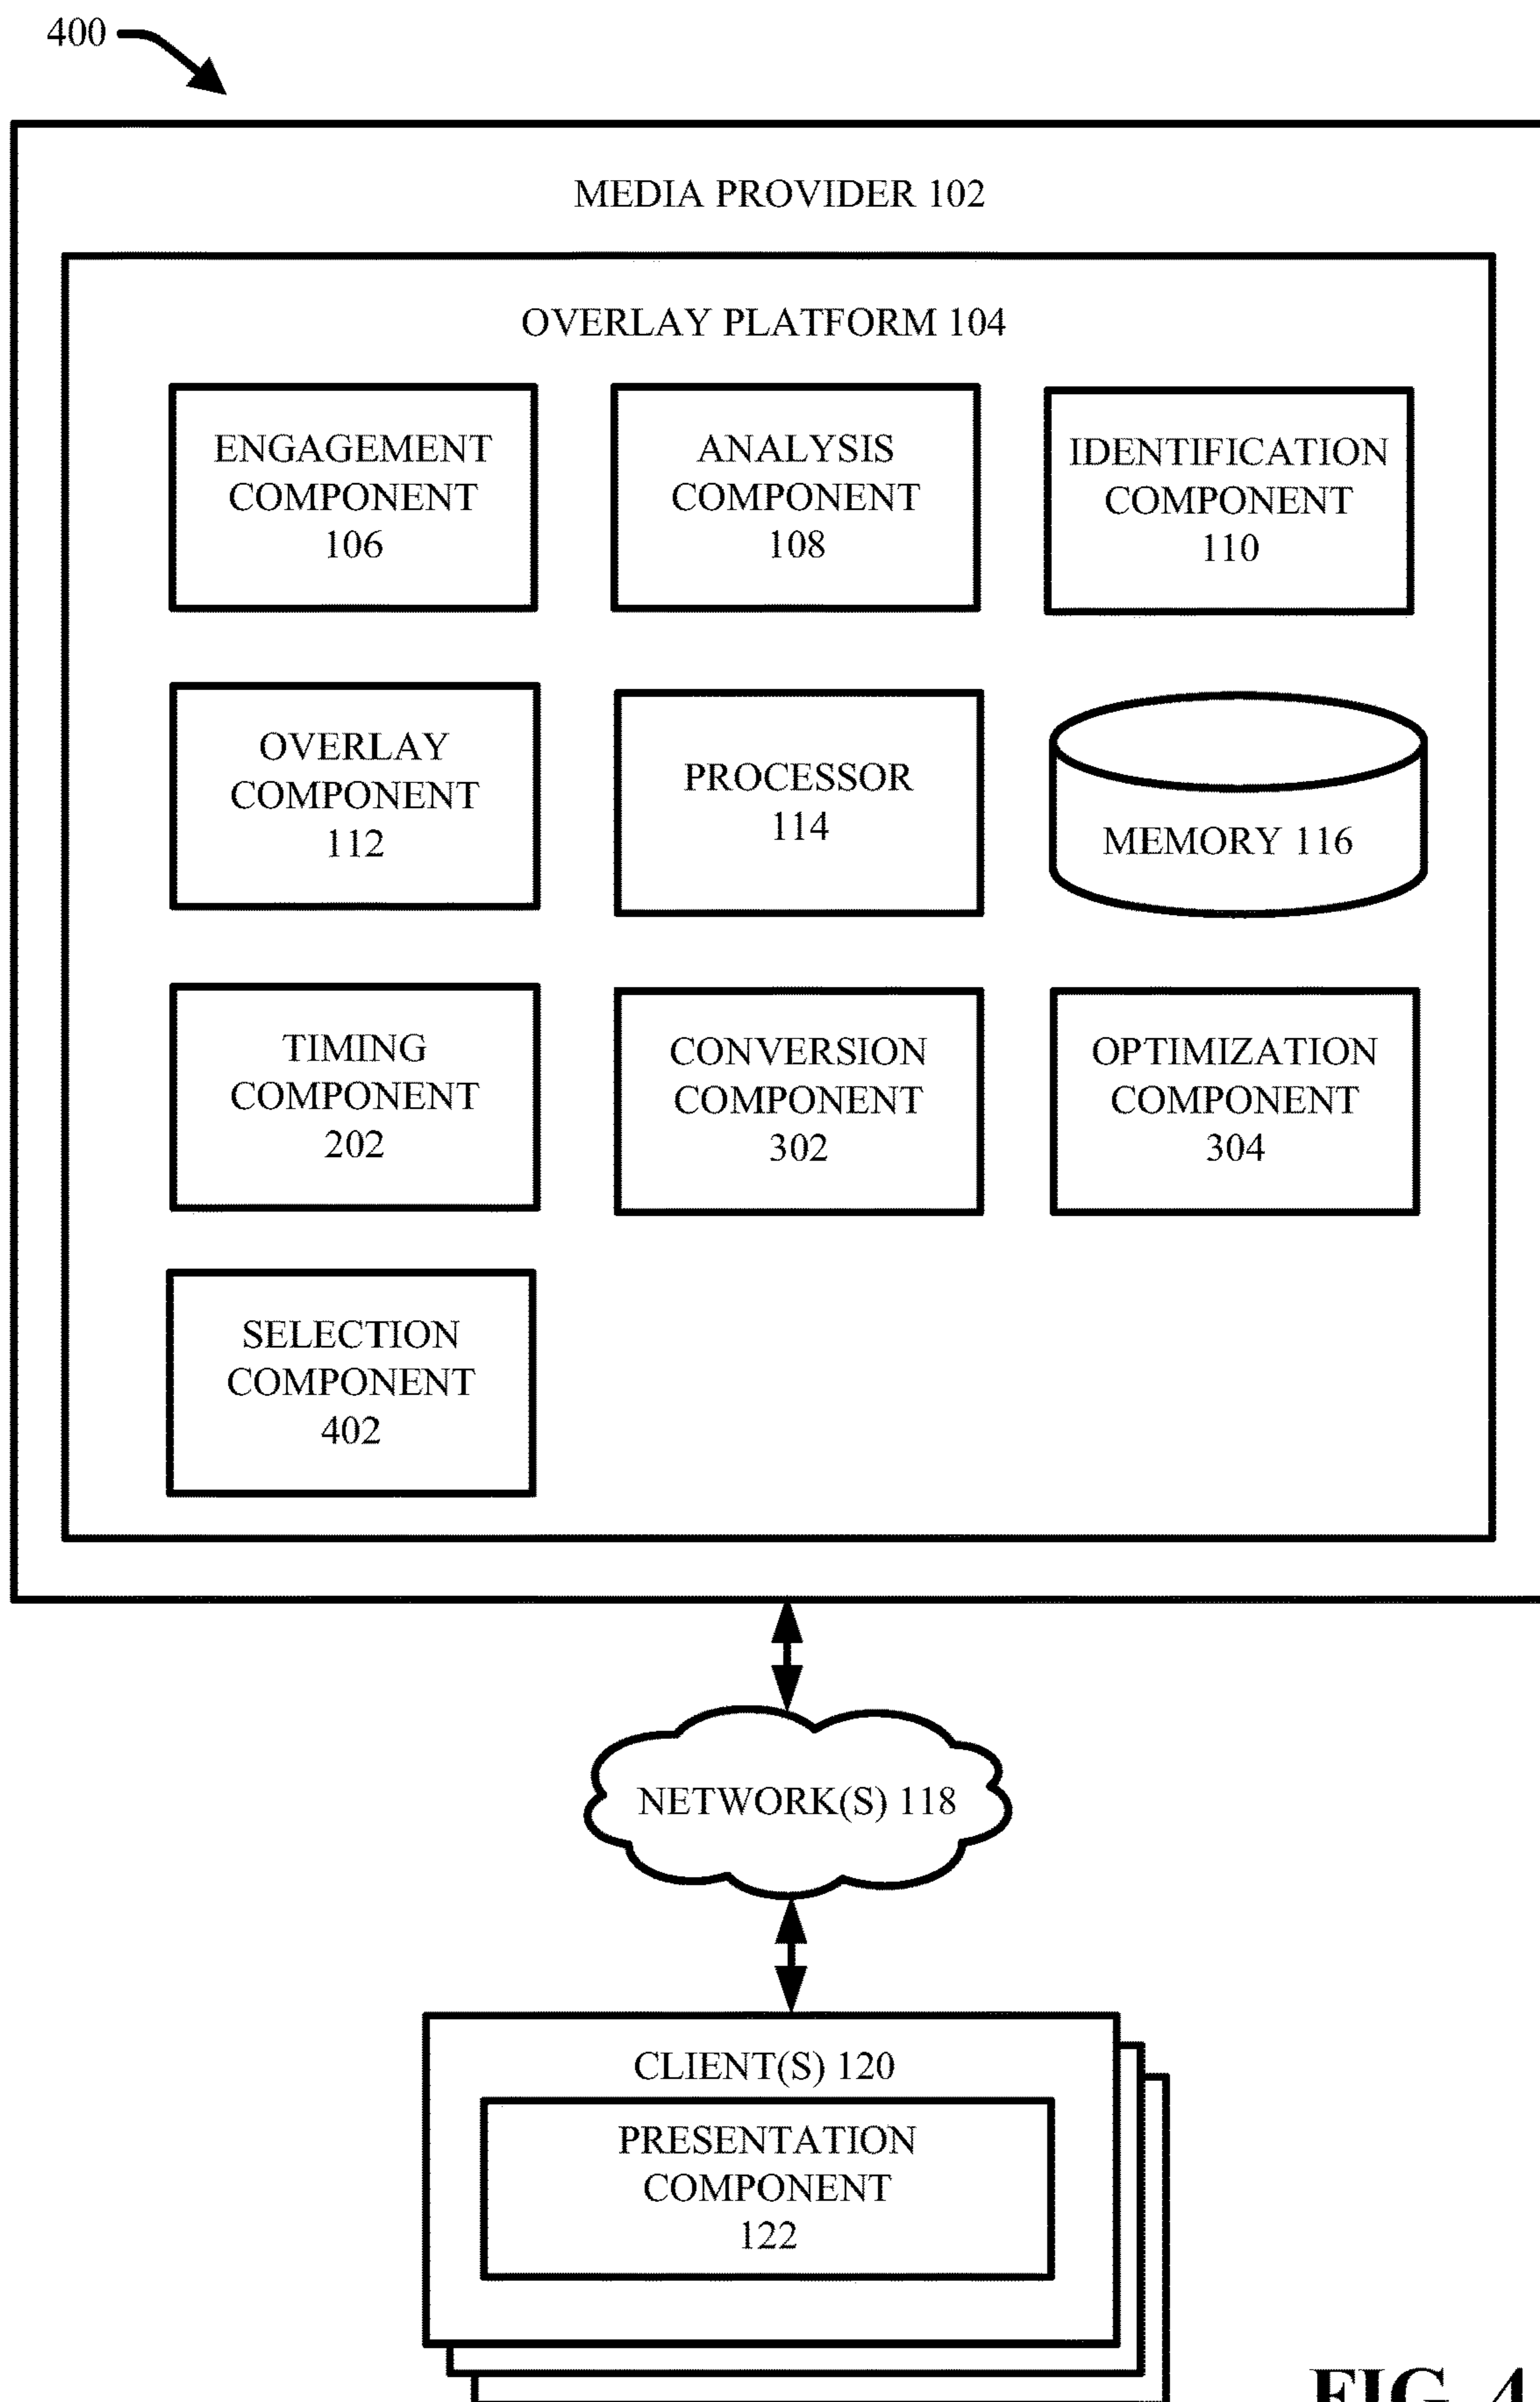 400
MEDIA PROVIDER 102
OVERLAY PLATFORM 104
ENGAGEMENT
COMPONENT
106
ANALYSIS
COMPONENT
108
IDENTIFICATION
COMPONENT
110
OVERLAY
COMPONENT
112
PROCESSOR
114
MEMORY 116
TIMING
COMPONENT
202
CONVERSION
COMPONENT
302
OPTIMIZATION
COMPONENT
304
SELECTION
COMPONENT
402
NETWORK(S) 118
CLIENT(S) 120
PRESENTATION
COMPONENT
122
FIG. 4